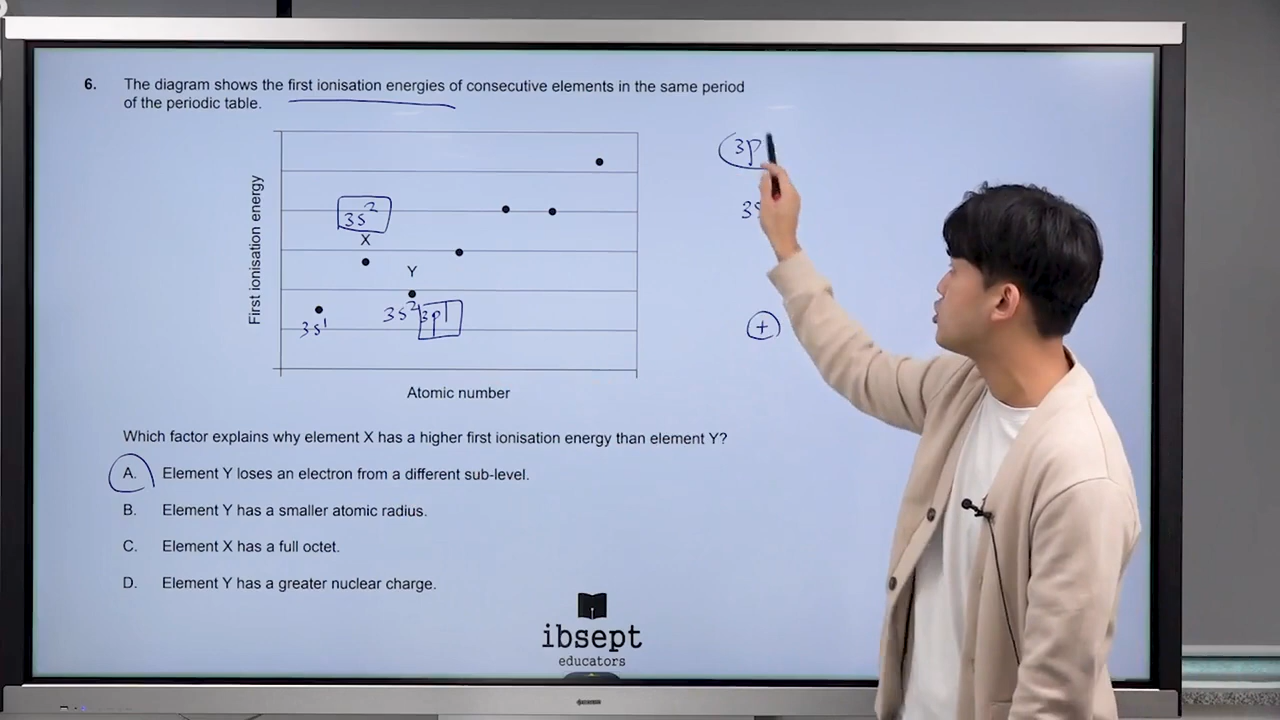 6. The diagram shows the first ionisation energies of consecutive elements in the same period
of the periodic table.
First ionisation energy
3s²
X
Y
3s¹
3s² 3p¹
Atomic number
3p
3s
+
Which factor explains why element X has a higher first ionisation energy than element Y?
A. Element Y loses an electron from a different sub-level.
B. Element Y has a smaller atomic radius.
C. Element X has a full octet.
D. Element Y has a greater nuclear charge.
ibsept
educators